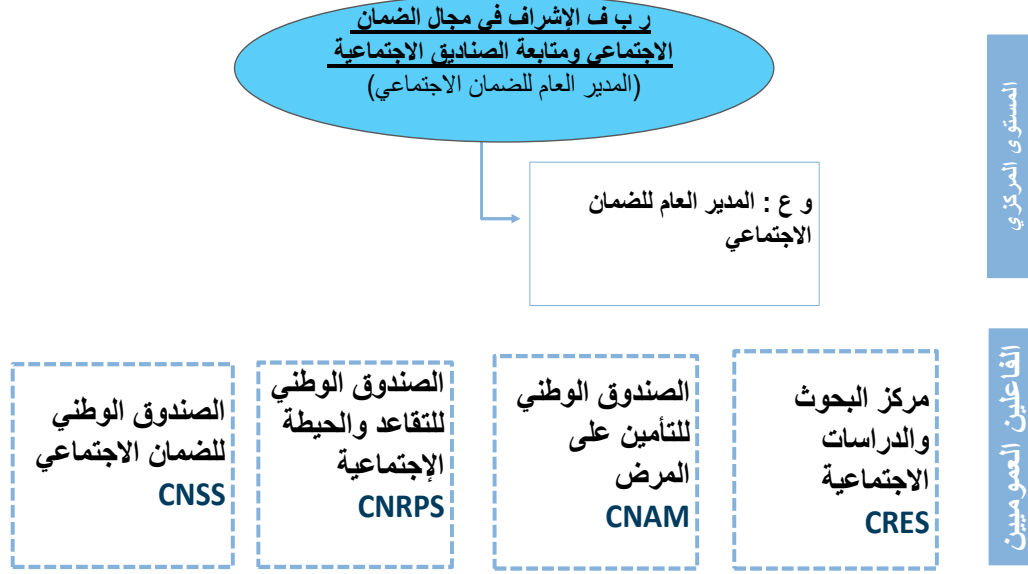 ر ب ف الإشراف في مجال الضمان
الاجتماعي ومتابعة الصناديق الاجتماعية
(المدير العام للضمان الاجتماعي)
المستوى المركزي
و ع : المدير العام للضمان
الاجتماعي
الفاعلين العموميين
مركز البحوث
والدراسات
الاجتماعية
CRES
الصندوق الوطني
للتأمين على
المرض
CNAM
الصندوق الوطني
للتقاعد والحيطة
الإجتماعية
CNRPS
الصندوق الوطني
للضمان الاجتماعي
CNSS